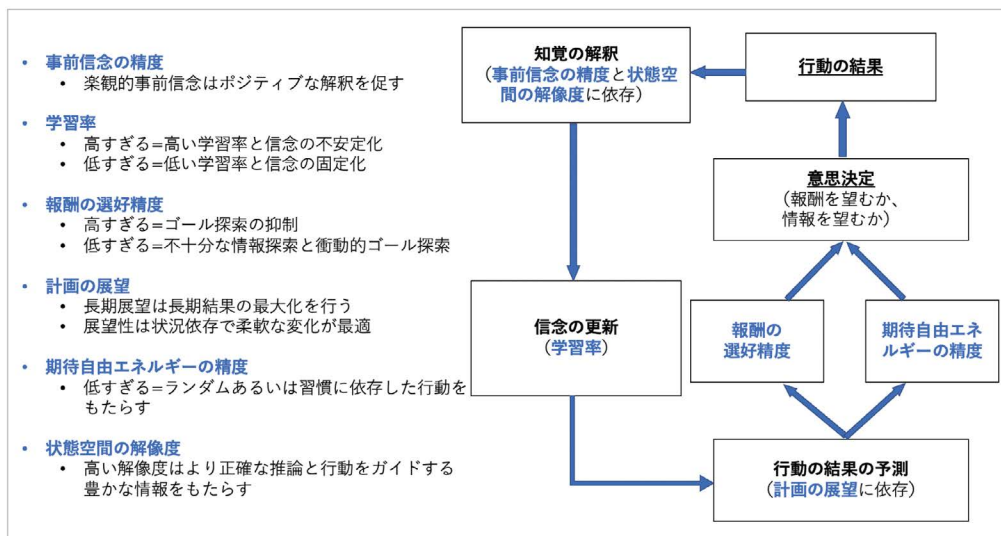 事前信念の精度
楽観的事前信念はポジティブな解釈を促す
学習率
高すぎる=高い学習率と信念の不安定化
低すぎる=低い学習率と信念の固定化
報酬の選好精度
高すぎる=ゴール探索の抑制
低すぎる=不十分な情報探索と衝動的ゴール探索
計画の展望
長期展望は長期結果の最大化を行う
展望性は状況依存で柔軟な変化が最適
期待自由エネルギーの精度
低すぎる=ランダムあるいは習慣に依存した行動を
もたらす
状態空間の解像度
高い解像度はより正確な推論と行動をガイドする
豊かな情報をもたらす
知覚の解釈
（事前信念の精度と状態空
間の解像度に依存）
行動の結果
意思決定
（報酬を望むか、
情報を望むか）
信念の更新
（学習率）
報酬の
選好精度
期待自由エネ
ルギーの精度
行動の結果の予測
（計画の展望に依存）